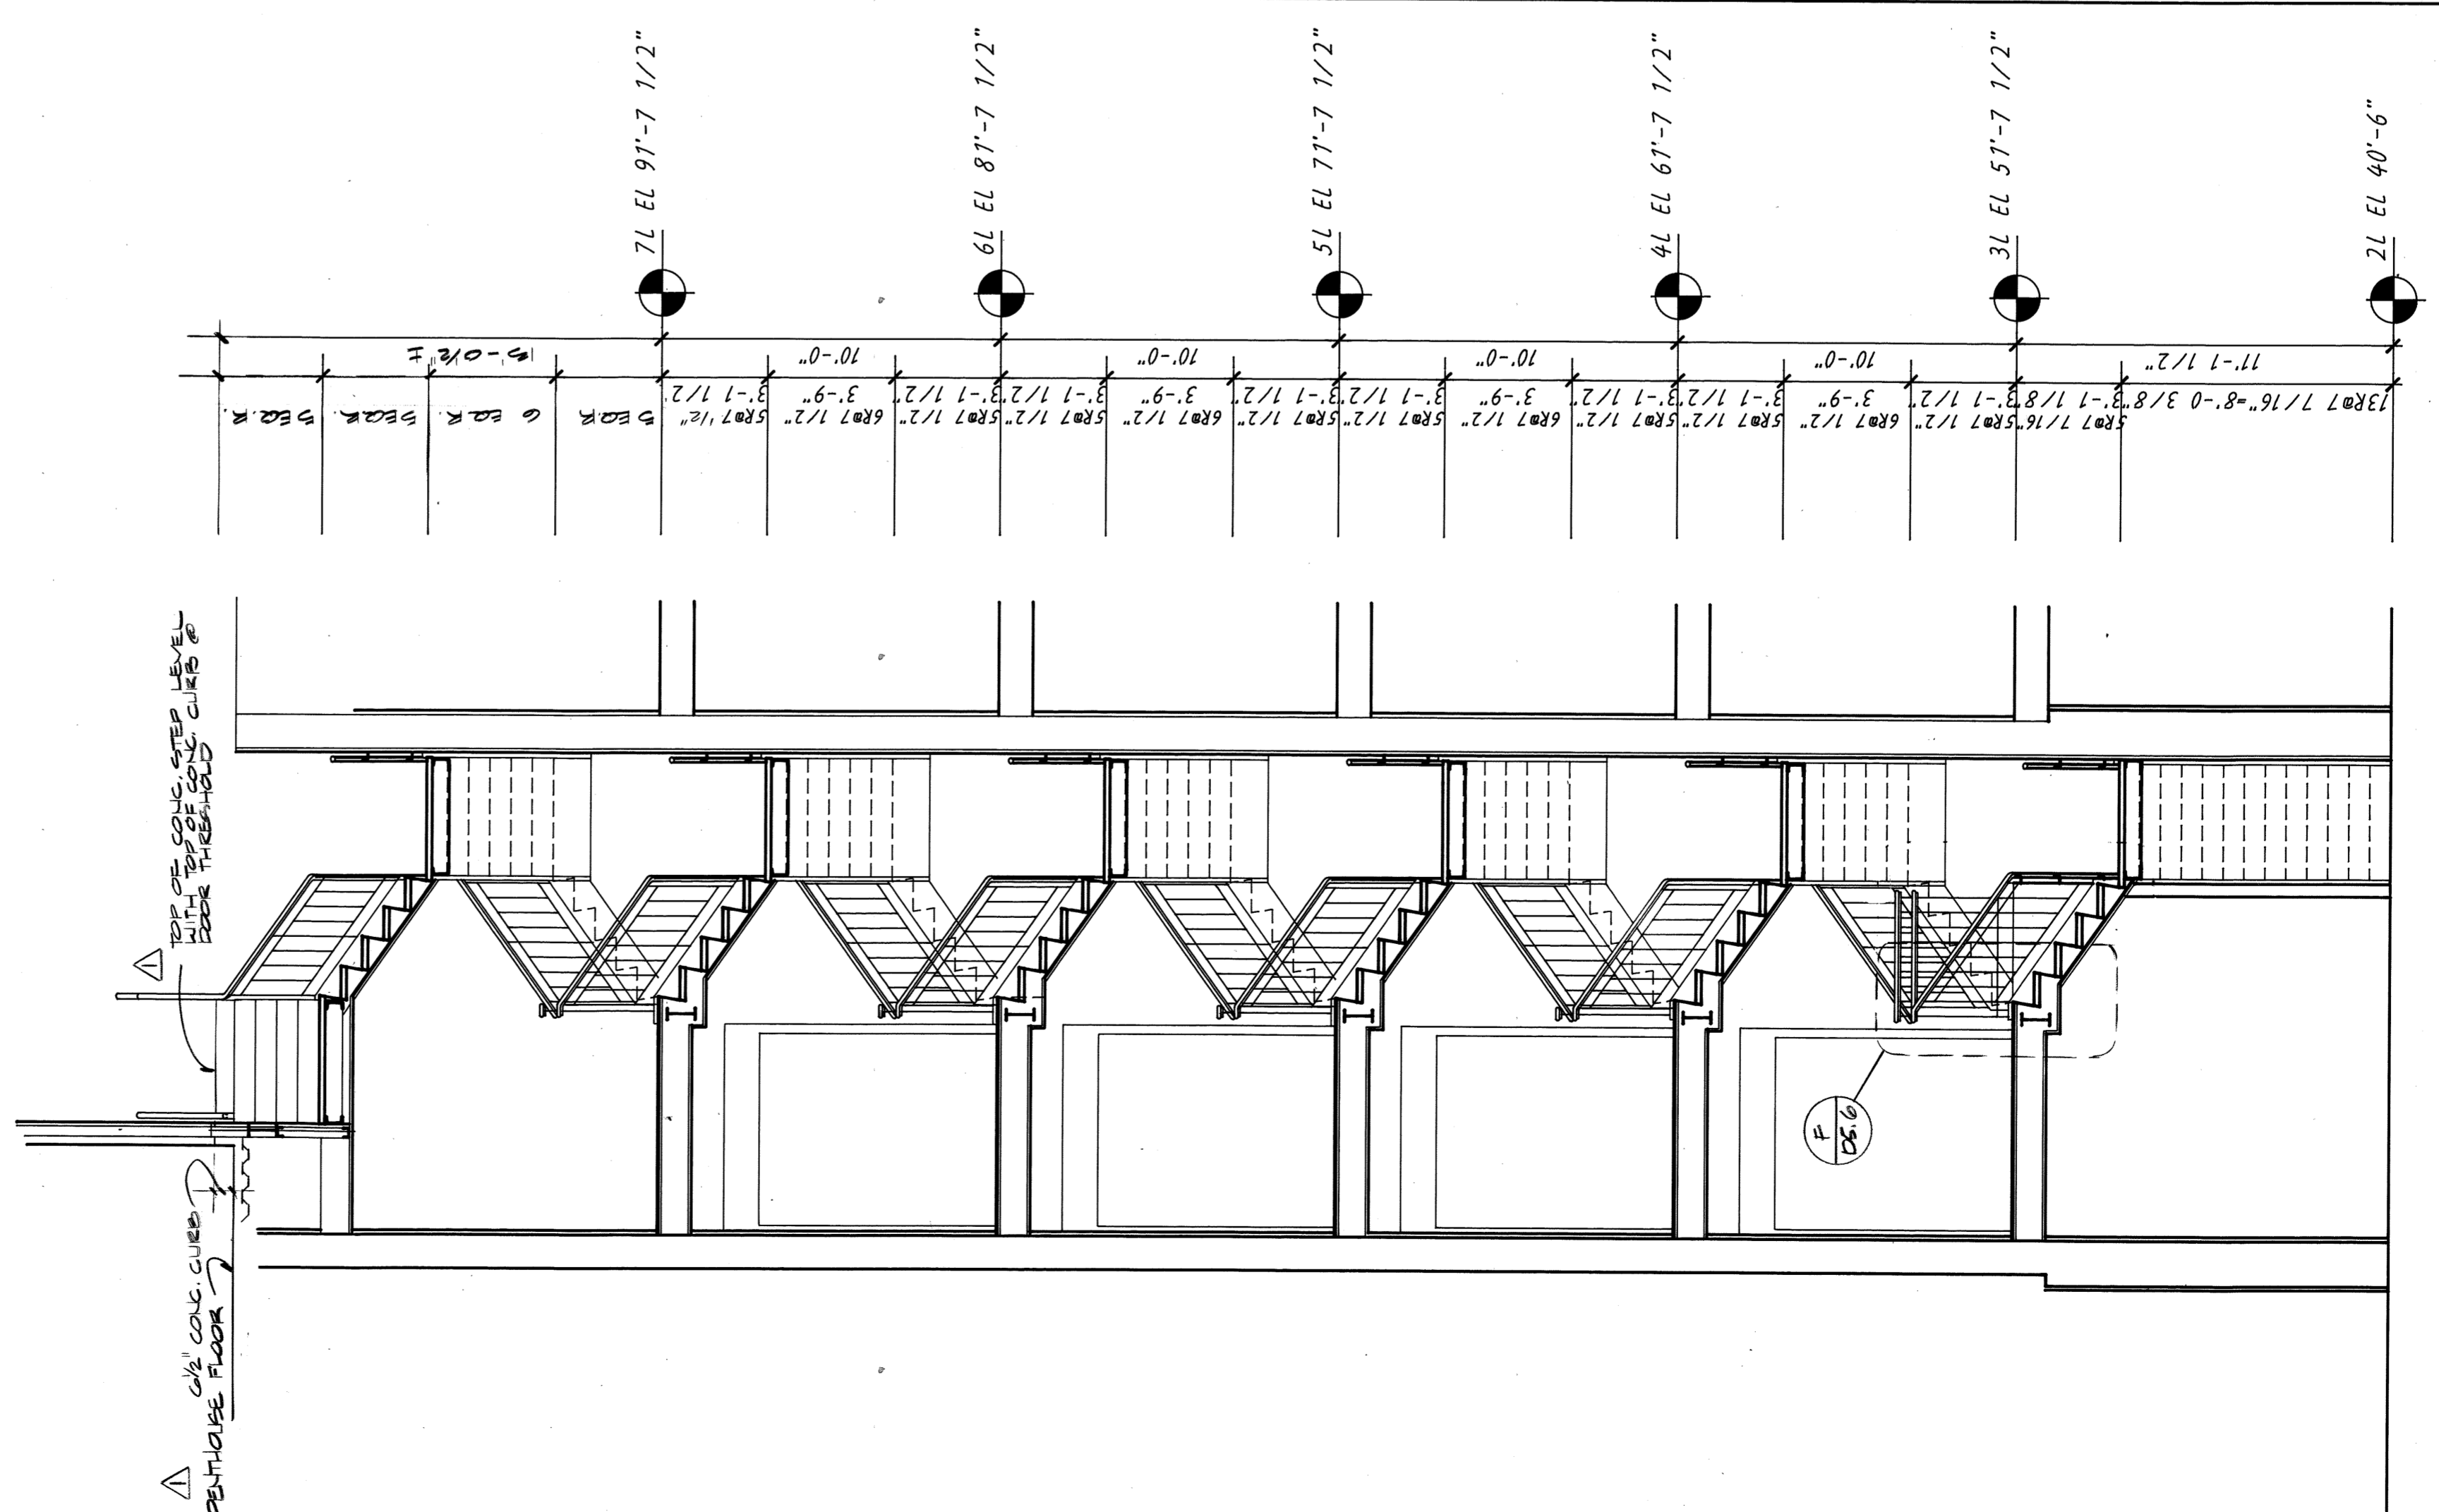 7L EL 91'-7 1/2"
6L EL 81'-7 1/2"
5L EL 71'-7 1/2"
4L EL 61'-7 1/2"
3L EL 51'-7 1/2"
2L EL 40'-6"
13'-0 1/2" ±
10'-0"
10'-0"
10'-0"
10'-0"
11'-1 1/2"
5 EQ.R.
5 EQ.R.
6 EQ R.
5 EQ.R
5R@7 1/2"
3'-1 1/2"
6R@7 1/2"
3'-9"
5R@7 1/2"
3'-1 1/2"
5R@7 1/2"
3'-1 1/2"
6R@7 1/2"
3'-9"
5R@7 1/2"
3'-1 1/2"
5R@7 1/2"
3'-1 1/2"
6R@7 1/2"
3'-9"
5R@7 1/2"
3'-1 1/2"
5R@7 1/2"
3'-1 1/2"
6R@7 1/2"
3'-9"
5R@7 1/2"
3'-1 1/2"
5R@7 7/16"
3'-1 1/8"
13R@7 7/16"=8'-0 3/8"
1
TOP OF CONC. STEP LEVEL
WITH TOP OF CONC. CURB @
DOOR THRESHOLD
F
D5.6
1
6 1/2" CONC. CURB
PENTHOUSE FLOOR